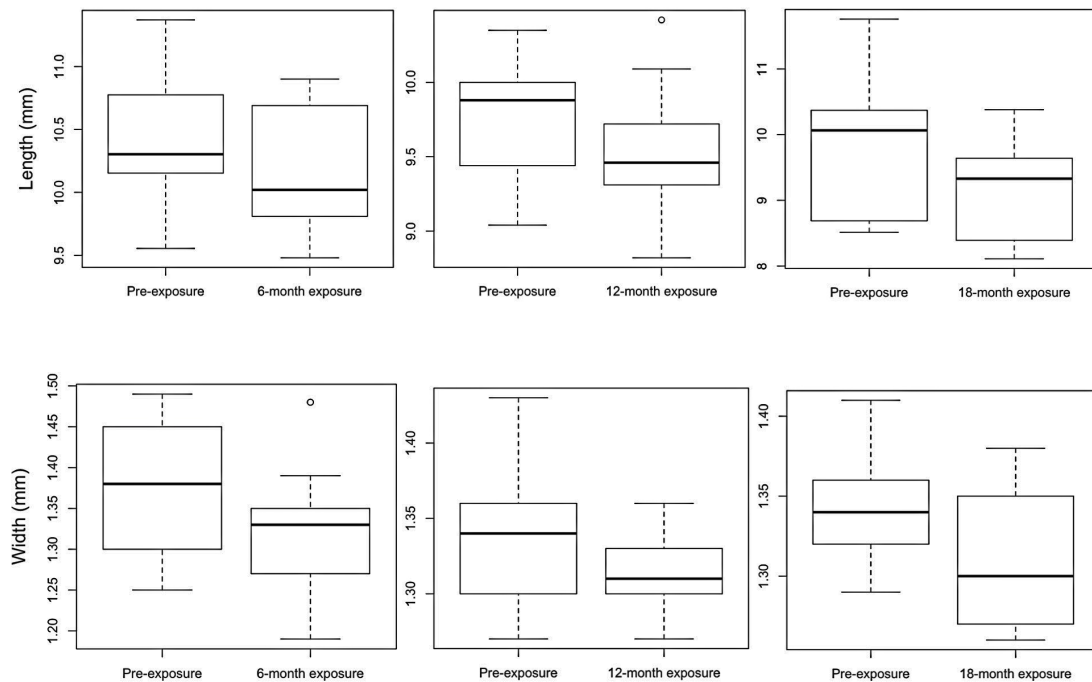 Length (mm)
11.0
10.5
10.0
9.5
Pre-exposure
6-month exposure
10.0
9.5
9.0
Pre-exposure
12-month exposure
11
10
9
8
Pre-exposure
18-month exposure
Width (mm)
1.50
1.45
1.40
1.35
1.30
1.25
1.20
Pre-exposure
6-month exposure
1.40
1.35
1.30
Pre-exposure
12-month exposure
1.40
1.35
1.30
Pre-exposure
18-month exposure